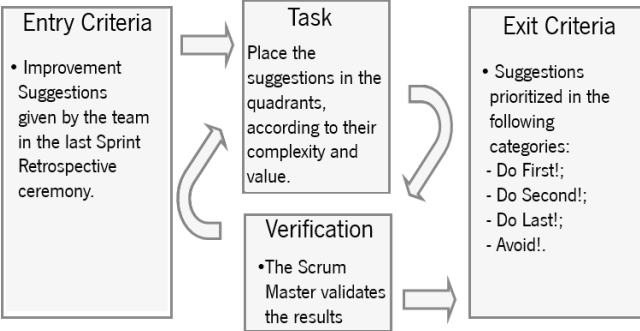 Entry Criteria
• Improvement
Suggestions
given by the team
in the last Sprint
Retrospective
ceremony.
Task
Place the
suggestions in the
quadrants,
according to their
complexity and
value.
Verification
•The Scrum
Master validates
the results
Exit Criteria
• Suggestions
prioritized in the
following
categories:
- Do First!;
- Do Second!;
- Do Last!;
- Avoid!.